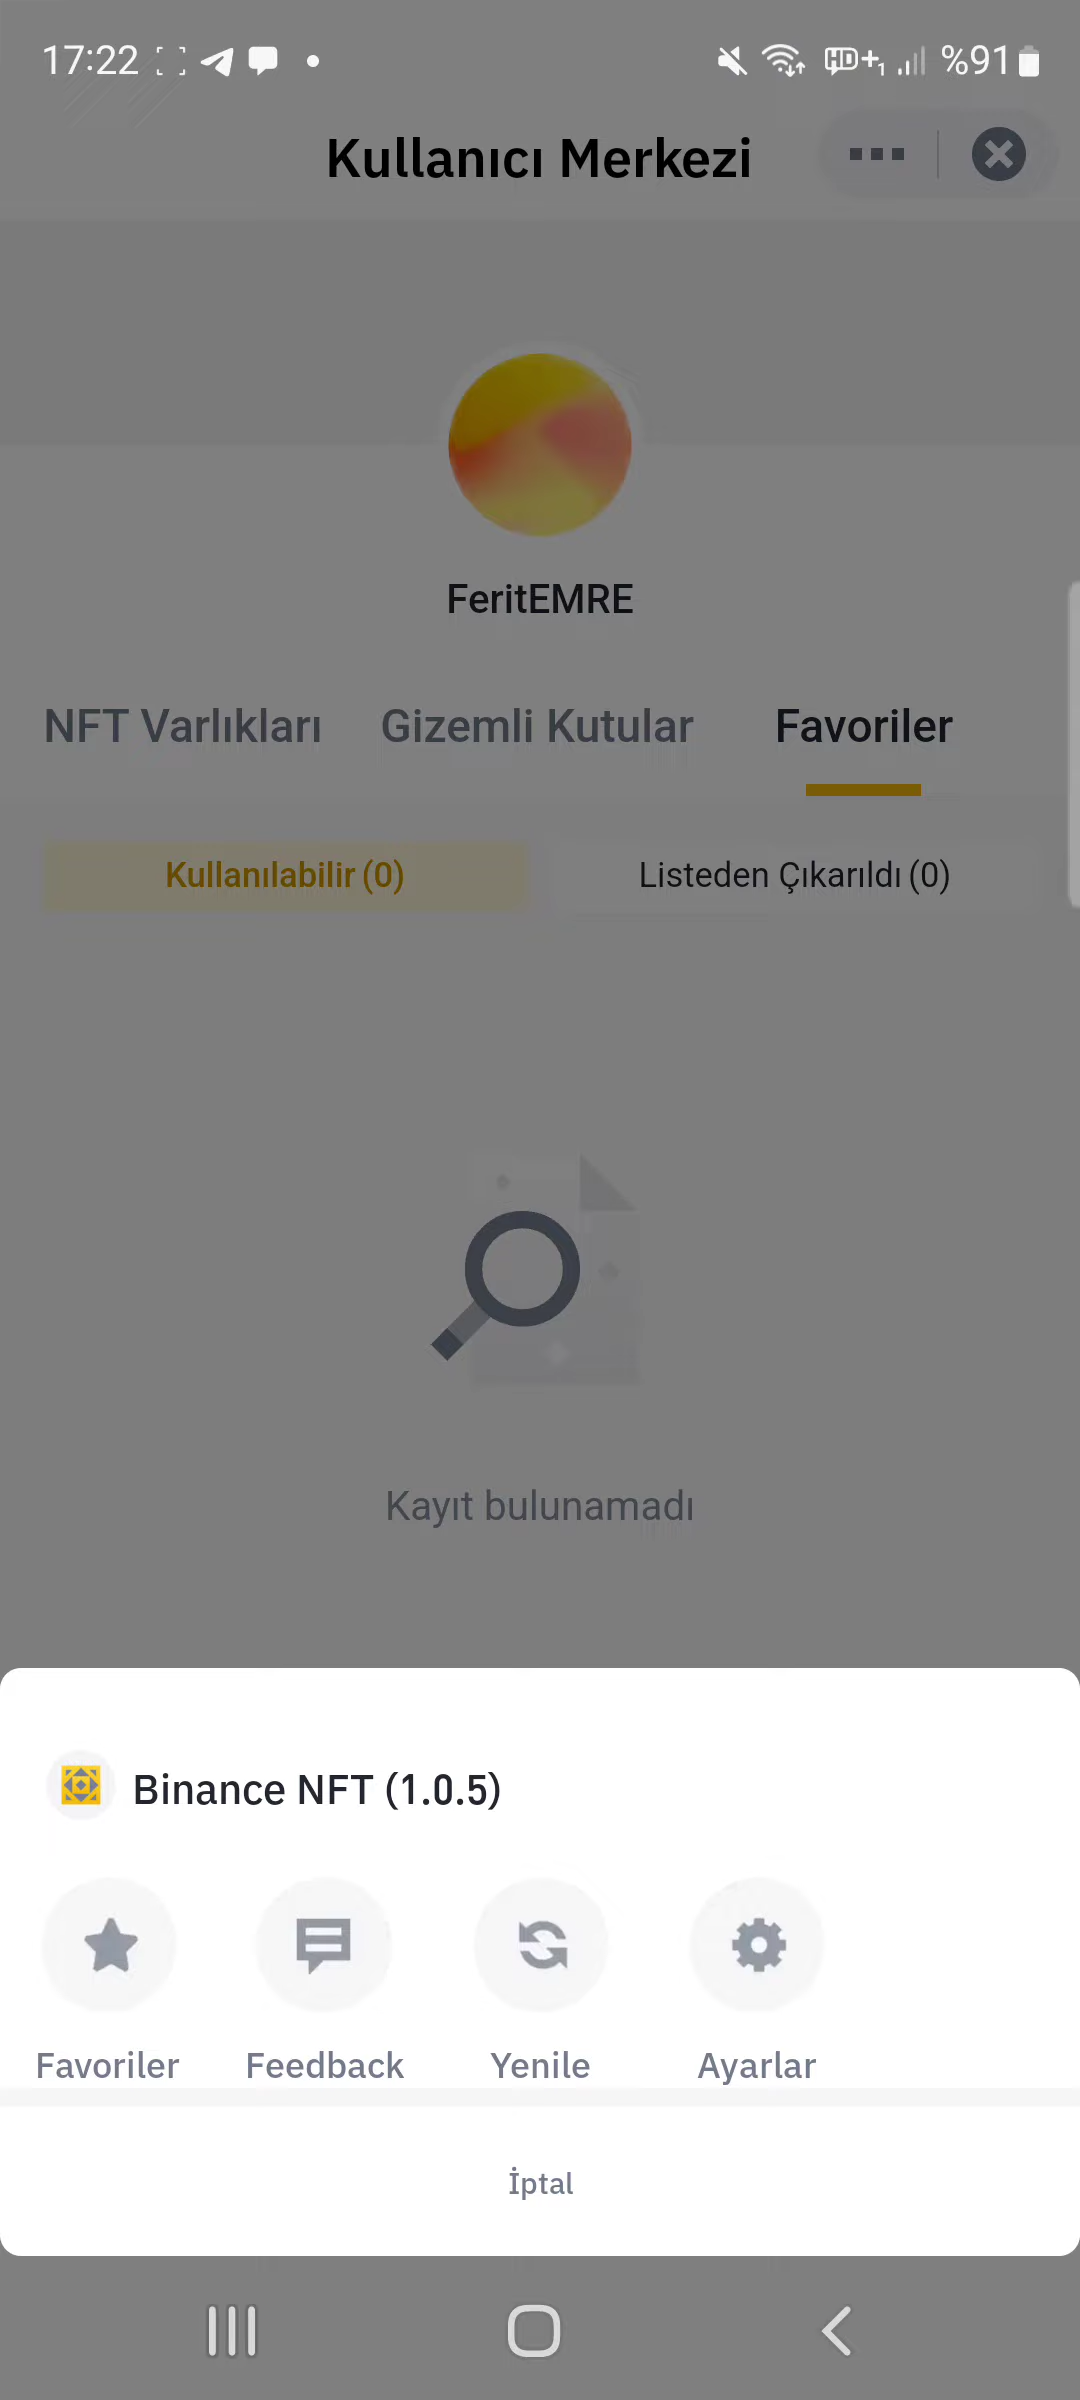 17:22 %91
Kullanıcı Merkezi
FeritEMRE
NFT Varlıkları Gizemli Kutular Favoriler
Kullanılabilir (0) Listeden Çıkarıldı (0)
Kayıt bulunamadı
Binance NFT (1.0.5)
Favoriler Feedback Yenile Ayarlar
İptal